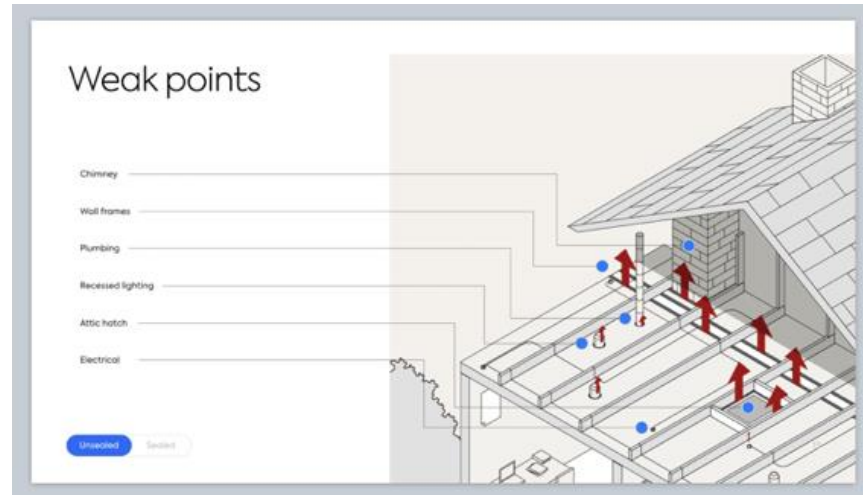 Weak points
Chimney
Wall frames
Plumbing
Recessed lighting
Attic hatch
Electrical
Unsealed
Sealed